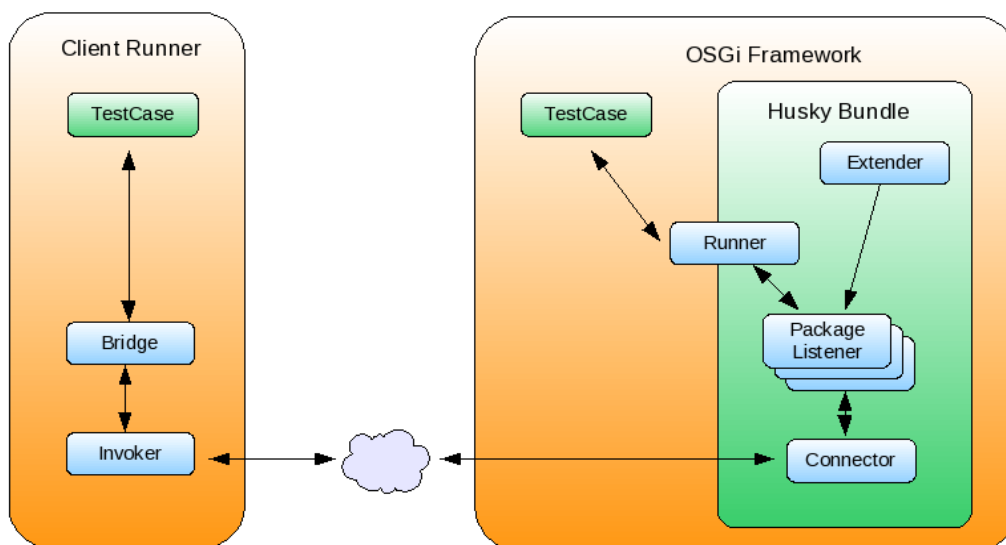 Client Runner
TestCase
Bridge
Invoker
OSGi Framework
TestCase
Husky Bundle
Extender
Runner
Package
Listener
Connector